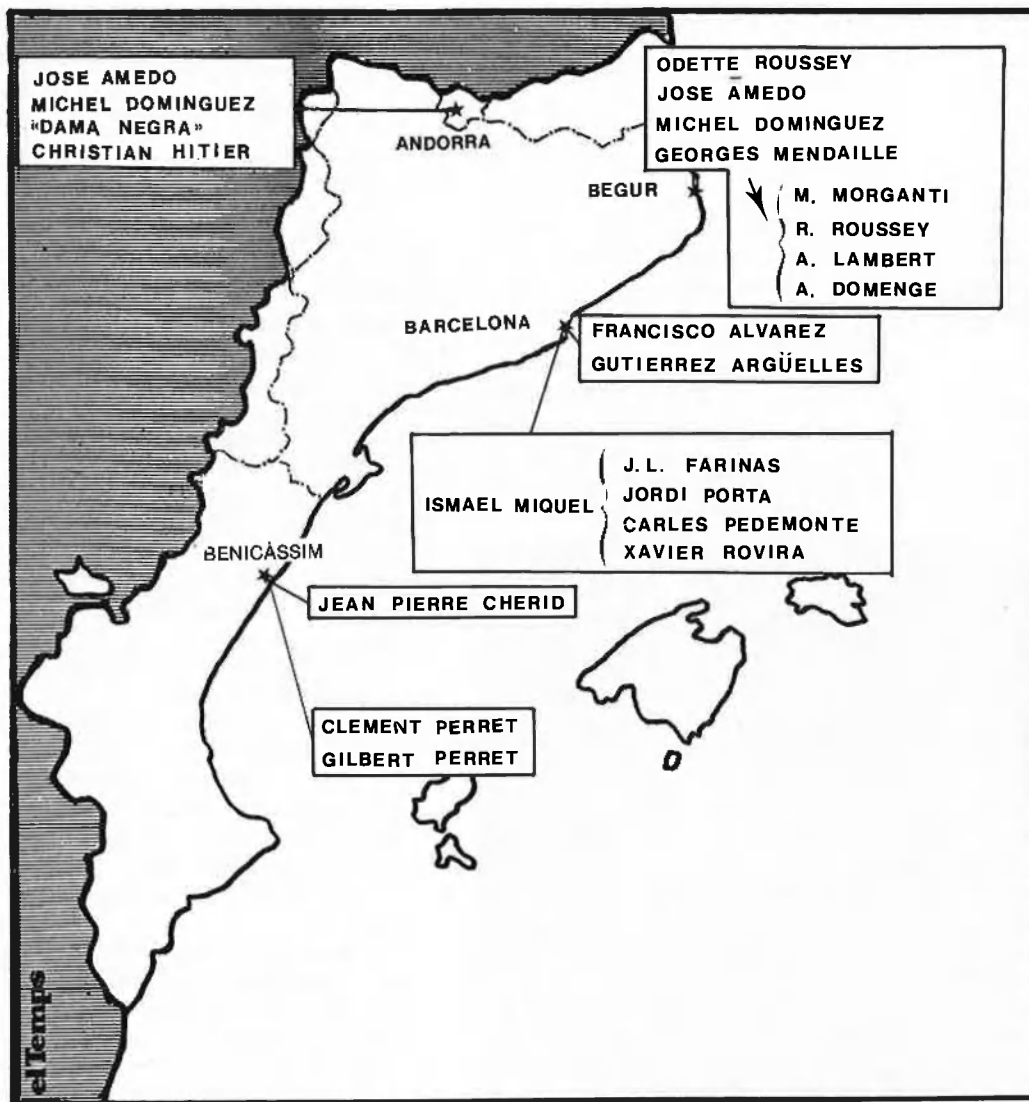 JOSE AMEDO
MICHEL DOMINGUEZ
«DAMA NEGRA»
CHRISTIAN HITIER
ANDORRA
ODETTE ROUSSEY
JOSE AMEDO
MICHEL DOMINGUEZ
GEORGES MENDAILLE
M. MORGANTI
R. ROUSSEY
A. LAMBERT
A. DOMENGE
BEGUR
BARCELONA
FRANCISCO ALVAREZ
GUTIERREZ ARGÜELLES
ISMAEL MIQUEL
J.L. FARINAS
JORDI PORTA
CARLES PEDEMONTE
XAVIER ROVIRA
BENICÀSSIM
JEAN PIERRE CHERID
CLEMENT PERRET
GILBERT PERRET
el Temps